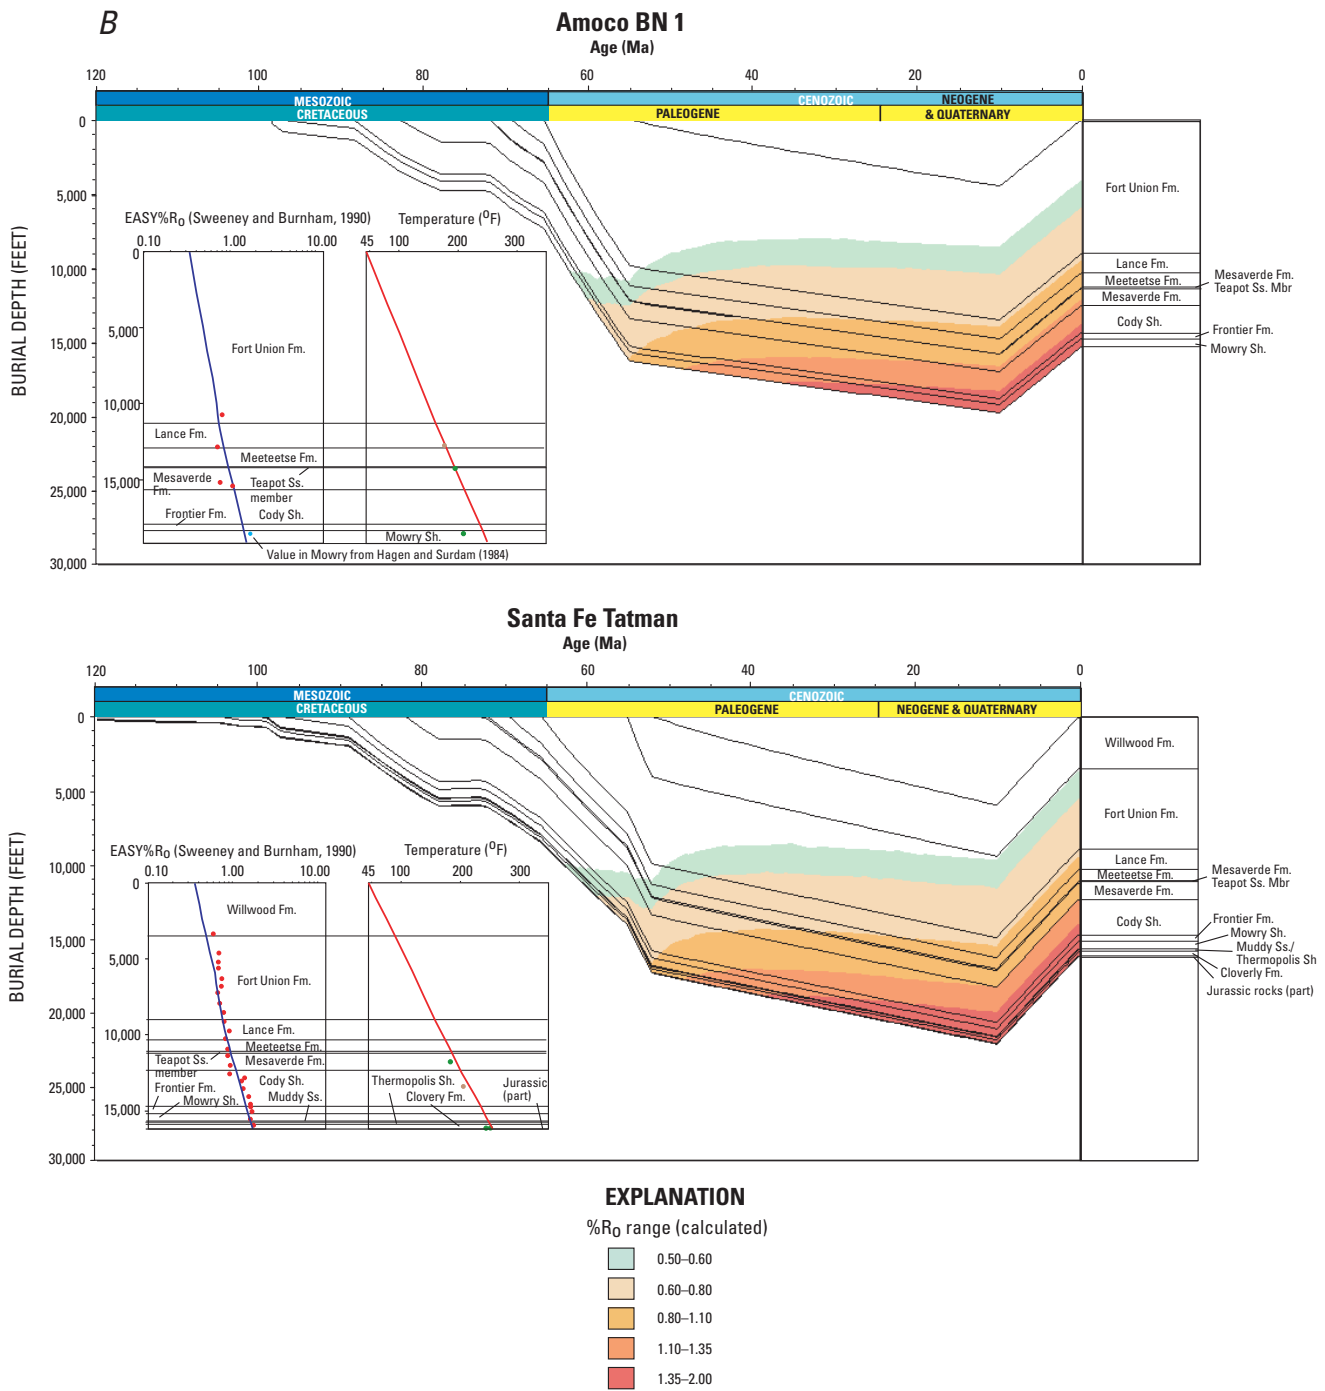 B
Amoco BN 1
Age (Ma)
120 100 80 60 40 20 0
MESOZOIC CENOZOIC NEOGENE
CRETACEOUS PALEOGENE & QUATERNARY
BURIAL DEPTH (FEET)
0
5,000
10,000
15,000
20,000
25,000
30,000
EASY%RO (Sweeney and Burnham, 1990) Temperature (OF)
0.10 1.00 10.00 45 100 200 300
0
5,000
10,000
15,000
Fort Union Fm.
Lance Fm.
Meeteetse Fm.
Mesaverde Fm.
Teapot Ss. member
Frontier Fm. Cody Sh.
Mowry Sh.
Value in Mowry from Hagen and Surdam (1984)
Fort Union Fm.
Lance Fm.
Meeteetse Fm.
Mesaverde Fm.
Teapot Ss. Mbr
Mesaverde Fm.
Cody Sh.
Frontier Fm.
Mowry Sh.
Santa Fe Tatman
Age (Ma)
120 100 80 60 40 20 0
MESOZOIC CENOZOIC
CRETACEOUS PALEOGENE NEOGENE & QUATERNARY
BURIAL DEPTH (FEET)
0
5,000
10,000
15,000
20,000
25,000
30,000
EASY%RO (Sweeney and Burnham, 1990) Temperature (OF)
0.10 1.00 10.00 45 100 200 300
0
5,000
10,000
15,000
Willwood Fm.
Fort Union Fm.
Lance Fm.
Meeteetse Fm.
Teapot Ss. member
Mesaverde Fm.
Frontier Fm. Cody Sh.
Mowry Sh. Muddy Ss.
Thermopolis Sh.
Clovery Fm.
Jurassic (part)
Willwood Fm.
Fort Union Fm.
Lance Fm.
Meeteetse Fm.
Mesaverde Fm.
Teapot Ss. Mbr
Mesaverde Fm.
Cody Sh.
Frontier Fm.
Mowry Sh.
Muddy Ss./
Thermopolis Sh
Cloverly Fm.
Jurassic rocks (part)
EXPLANATION
%RO range (calculated)
0.50–0.60
0.60–0.80
0.80–1.10
1.10–1.35
1.35–2.00